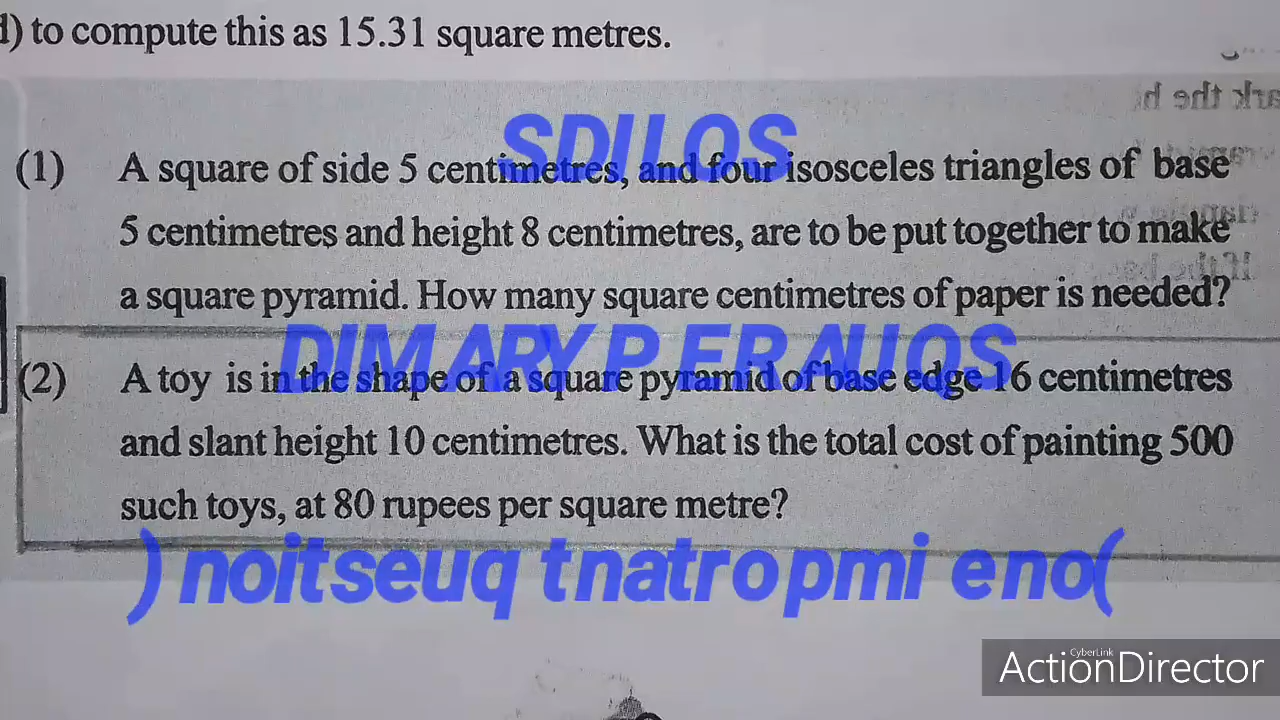 d) to compute this as 15.31 square metres.
ark the
SDILOS
(1) A square of side 5 centimetres, and four isosceles triangles of base
5 centimetres and height 8 centimetres, are to be put together to make
a square pyramid. How many square centimetres of paper is needed?
DIMARYP ERAUQS
(2) A toy is in the shape of a square pyramid of base edge 16 centimetres
and slant height 10 centimetres. What is the total cost of painting 500
such toys, at 80 rupees per square metre?
) noitseuq tnatropmi eno(
CyberLink
ActionDirector